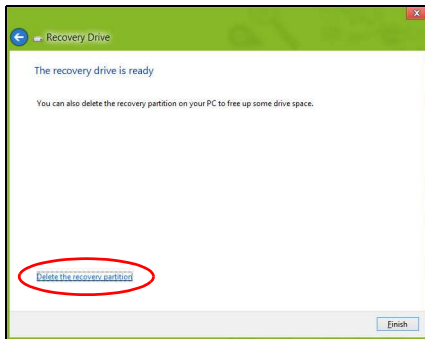 Recovery Drive
The recovery drive is ready
You can also delete the recovery partition on your PC to free up some drive space.
Delete the recovery partition
Finish